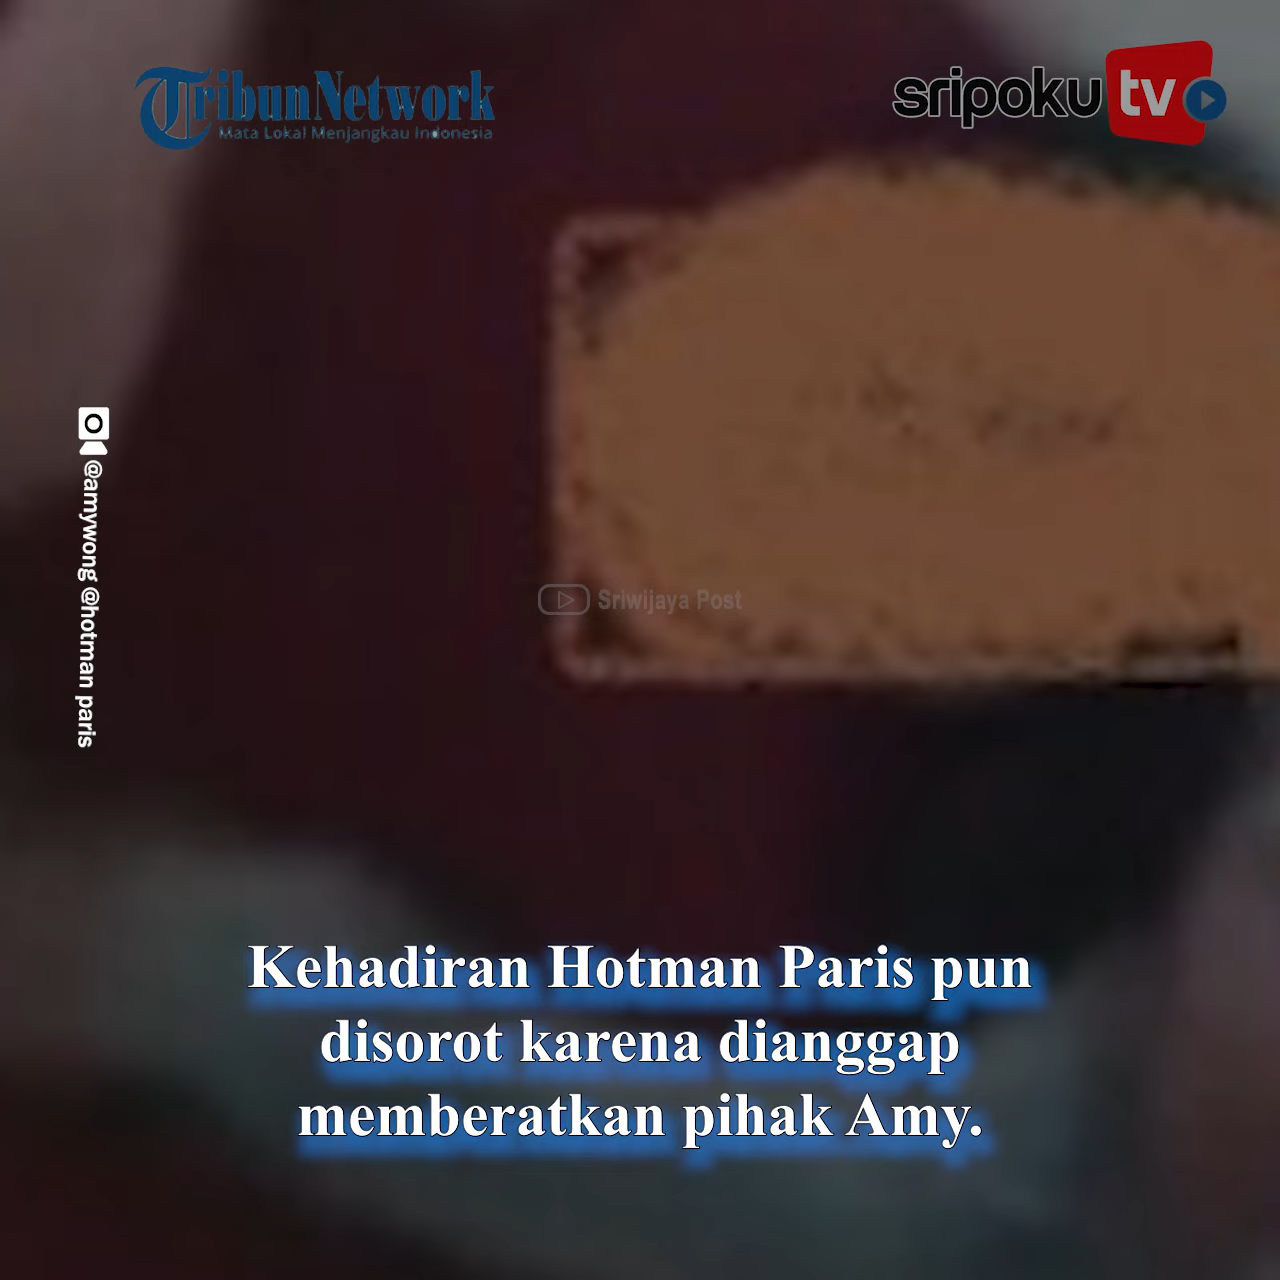 TribunNetwork
Mata Lokal Menjangkau Indonesia
sripoku tv
@amywong @hotman paris
Sriwijaya Post
Kehadiran Hotman Paris pun
disorot karena dianggap
memberatkan pihak Amy.